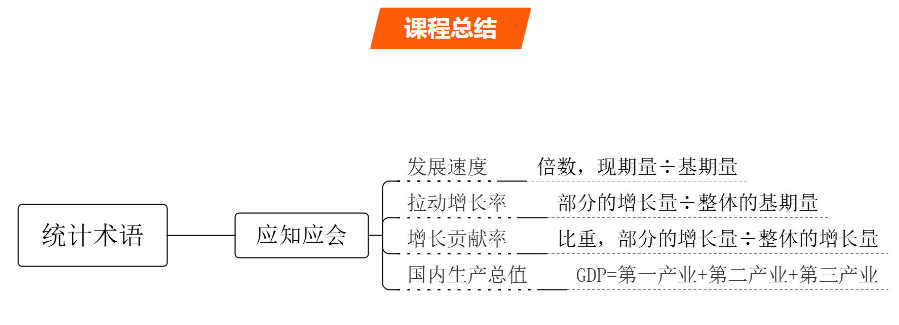 课程总结
统计术语
应知应会
发展速度 倍数，现期量÷基期量
拉动增长率 部分的增长量÷整体的基期量
增长贡献率 比重，部分的增长量÷整体的增长量
国内生产总值 GDP=第一产业+第二产业+第三产业